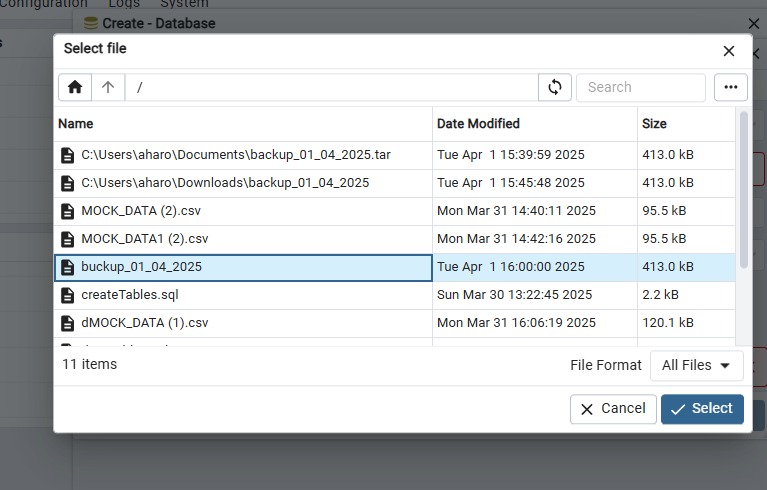 Configuration Logs System
Create - Database
Select file
/
Search
Name Date Modified Size
C:\Users\aharo\Documents\backup_01_04_2025.tar Tue Apr 1 15:39:59 2025 413.0 kB
C:\Users\aharo\Downloads\backup_01_04_2025 Tue Apr 1 15:45:48 2025 413.0 kB
MOCK_DATA (2).csv Mon Mar 31 14:40:11 2025 95.5 kB
MOCK_DATA1 (2).csv Mon Mar 31 14:42:16 2025 95.5 kB
buckup_01_04_2025 Tue Apr 1 16:00:00 2025 413.0 kB
createTables.sql Sun Mar 30 13:22:45 2025 2.2 kB
dMOCK_DATA (1).csv Mon Mar 31 16:06:19 2025 120.1 kB
11 items
File Format All Files
Cancel Select